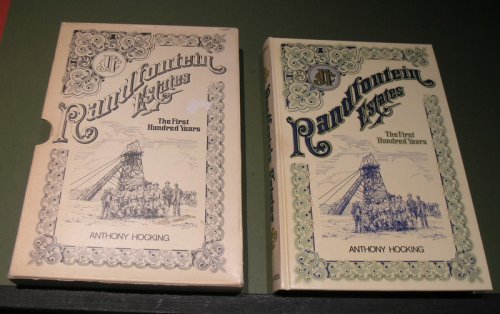 Randfontein
Estates
The First
Hundred Years
ANTHONY HOCKING
Randfontein
Estates
The First
Hundred Years
ANTHONY HOCKING